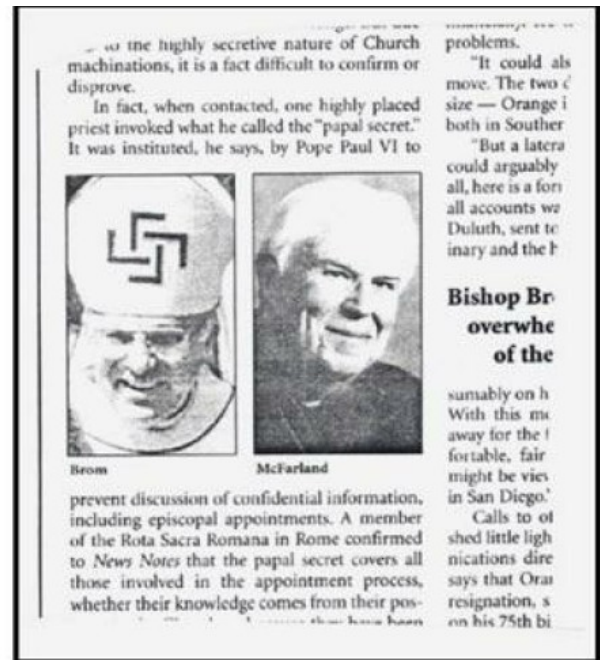 to the highly secretive nature of Church
machinations, it is a fact difficult to confirm or
disprove.
In fact, when contacted, one highly placed
priest invoked what he called the "papal secret."
It was instituted, he says, by Pope Paul VI to
Brom
McFarland
prevent discussion of confidential information,
including episcopal appointments. A member
of the Rota Sacra Romana in Rome confirmed
to News Notes that the papal secret covers all
those involved in the appointment process,
whether their knowledge comes from their pos-
problems.
"It could als
move. The two
size — Orange i
both in Souther
"But a latera
could arguably
all, here is a for
all accounts wa
Duluth, sent to
inary and the
Bishop Br
overwhe
of the
sumably on h
With this mo
away for the
fortable, fair
might be view
in San Diego.'
Calls to of
shed little ligh
nications dire
says that Oran
resignation, s
on his 75th bi